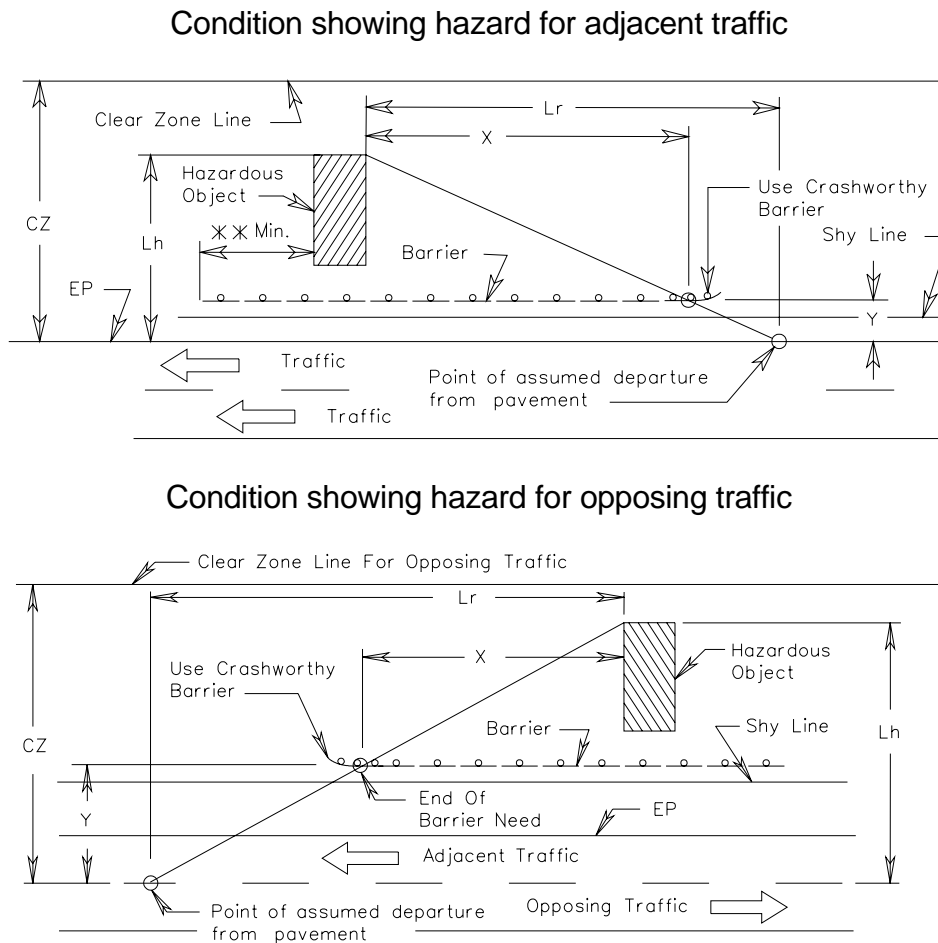 Condition showing hazard for adjacent traffic
Lr
Clear Zone Line
X
Hazardous
Object
Use Crashworthy
Barrier
CZ
Lh
** Min.
Shy Line
Barrier
EP
Y
Traffic
Point of assumed departure
from pavement
Traffic
Condition showing hazard for opposing traffic
Clear Zone Line For Opposing Traffic
Lr
X
Use Crashworthy
Barrier
Hazardous
Object
CZ
Barrier
Shy Line
Lh
Y
End Of
Barrier Need
EP
Adjacent Traffic
Point of assumed departure
from pavement
Opposing Traffic